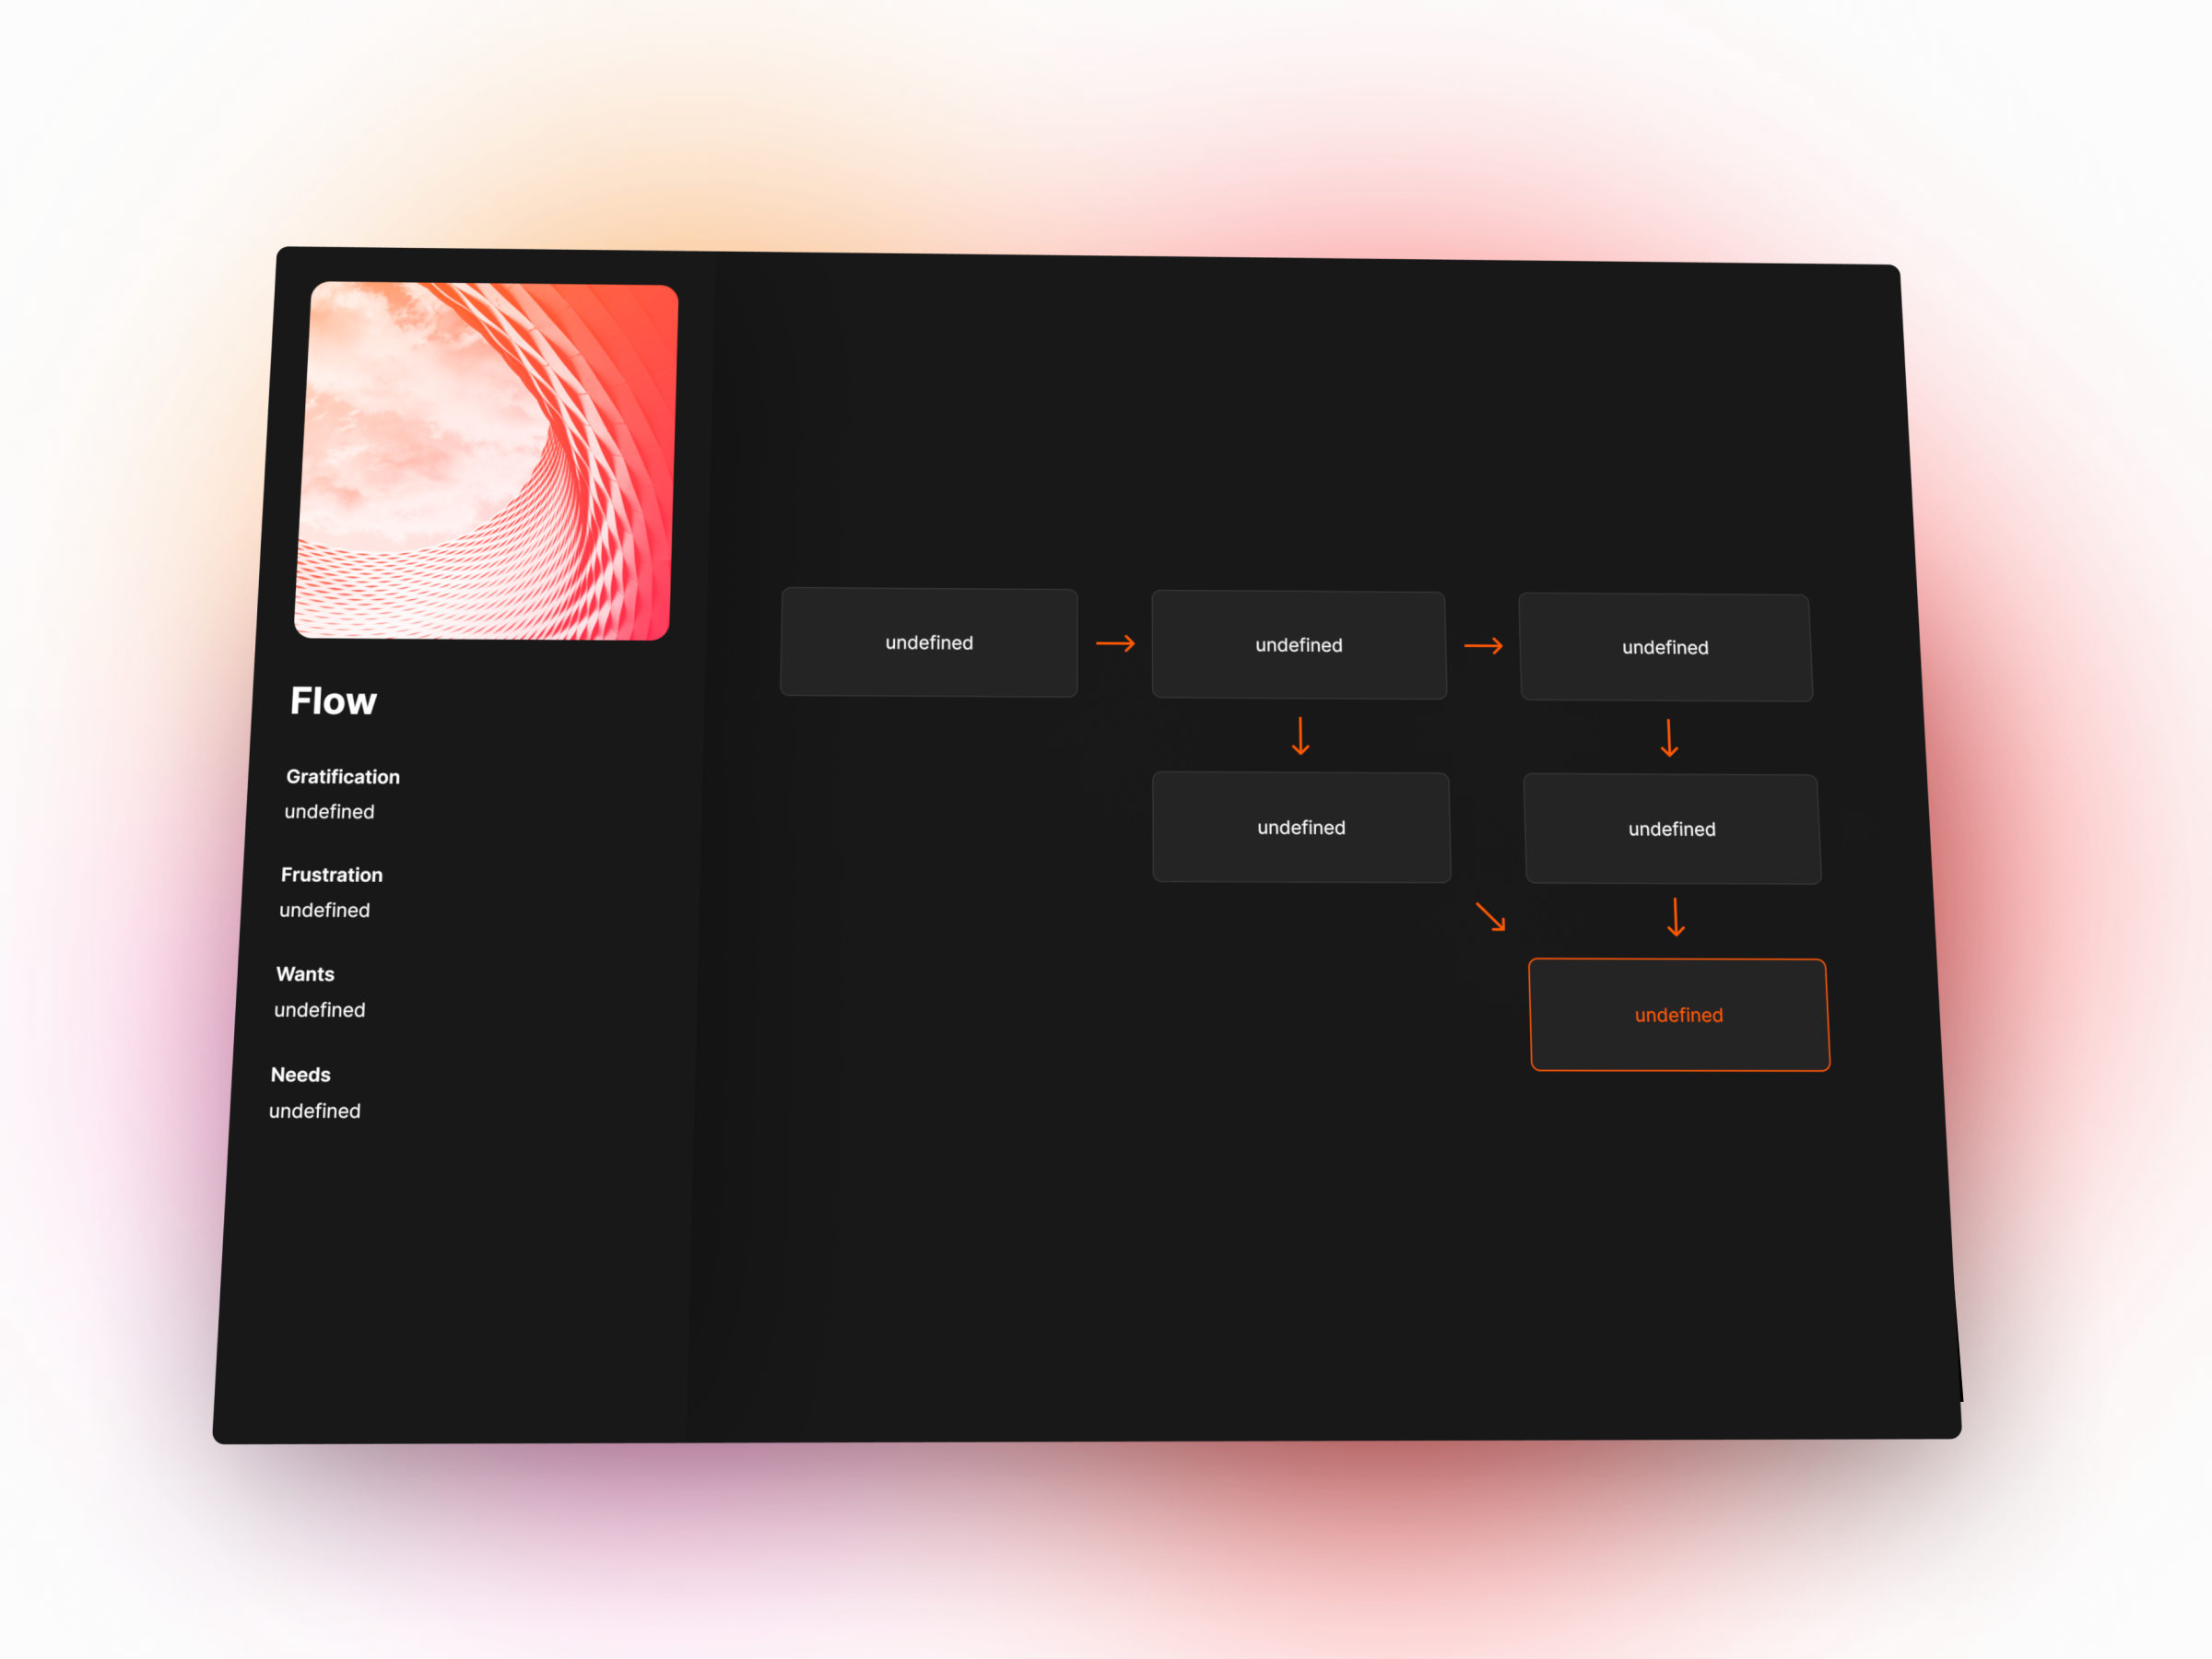 Flow
Gratification
undefined
Frustration
undefined
Wants
undefined
Needs
undefined
undefined
undefined
undefined
undefined
undefined
undefined